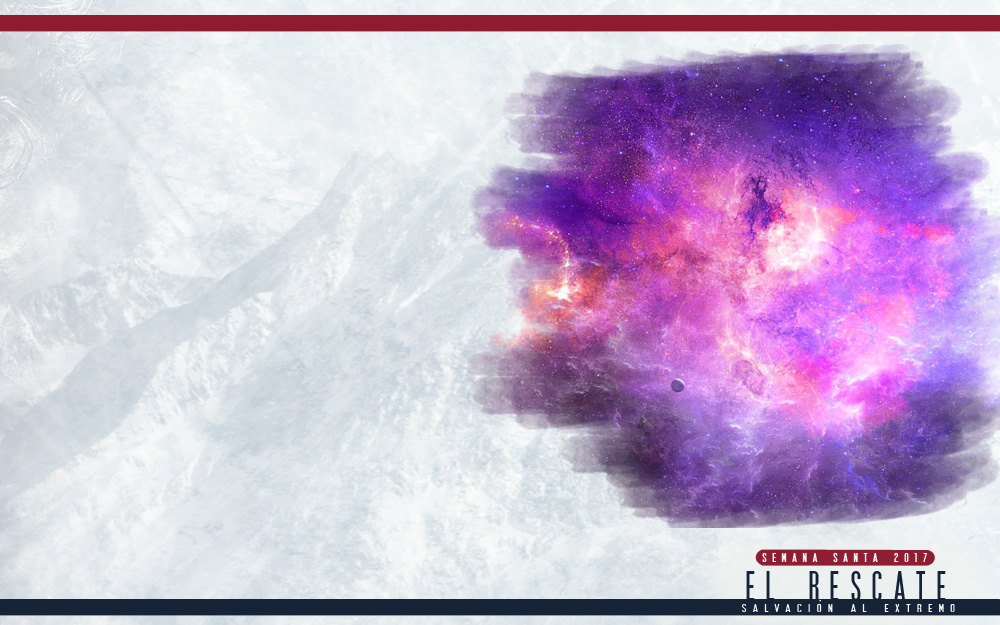 SEMANA SANTA 2017
EL RESCATE
SALVACIÓN AL EXTREMO